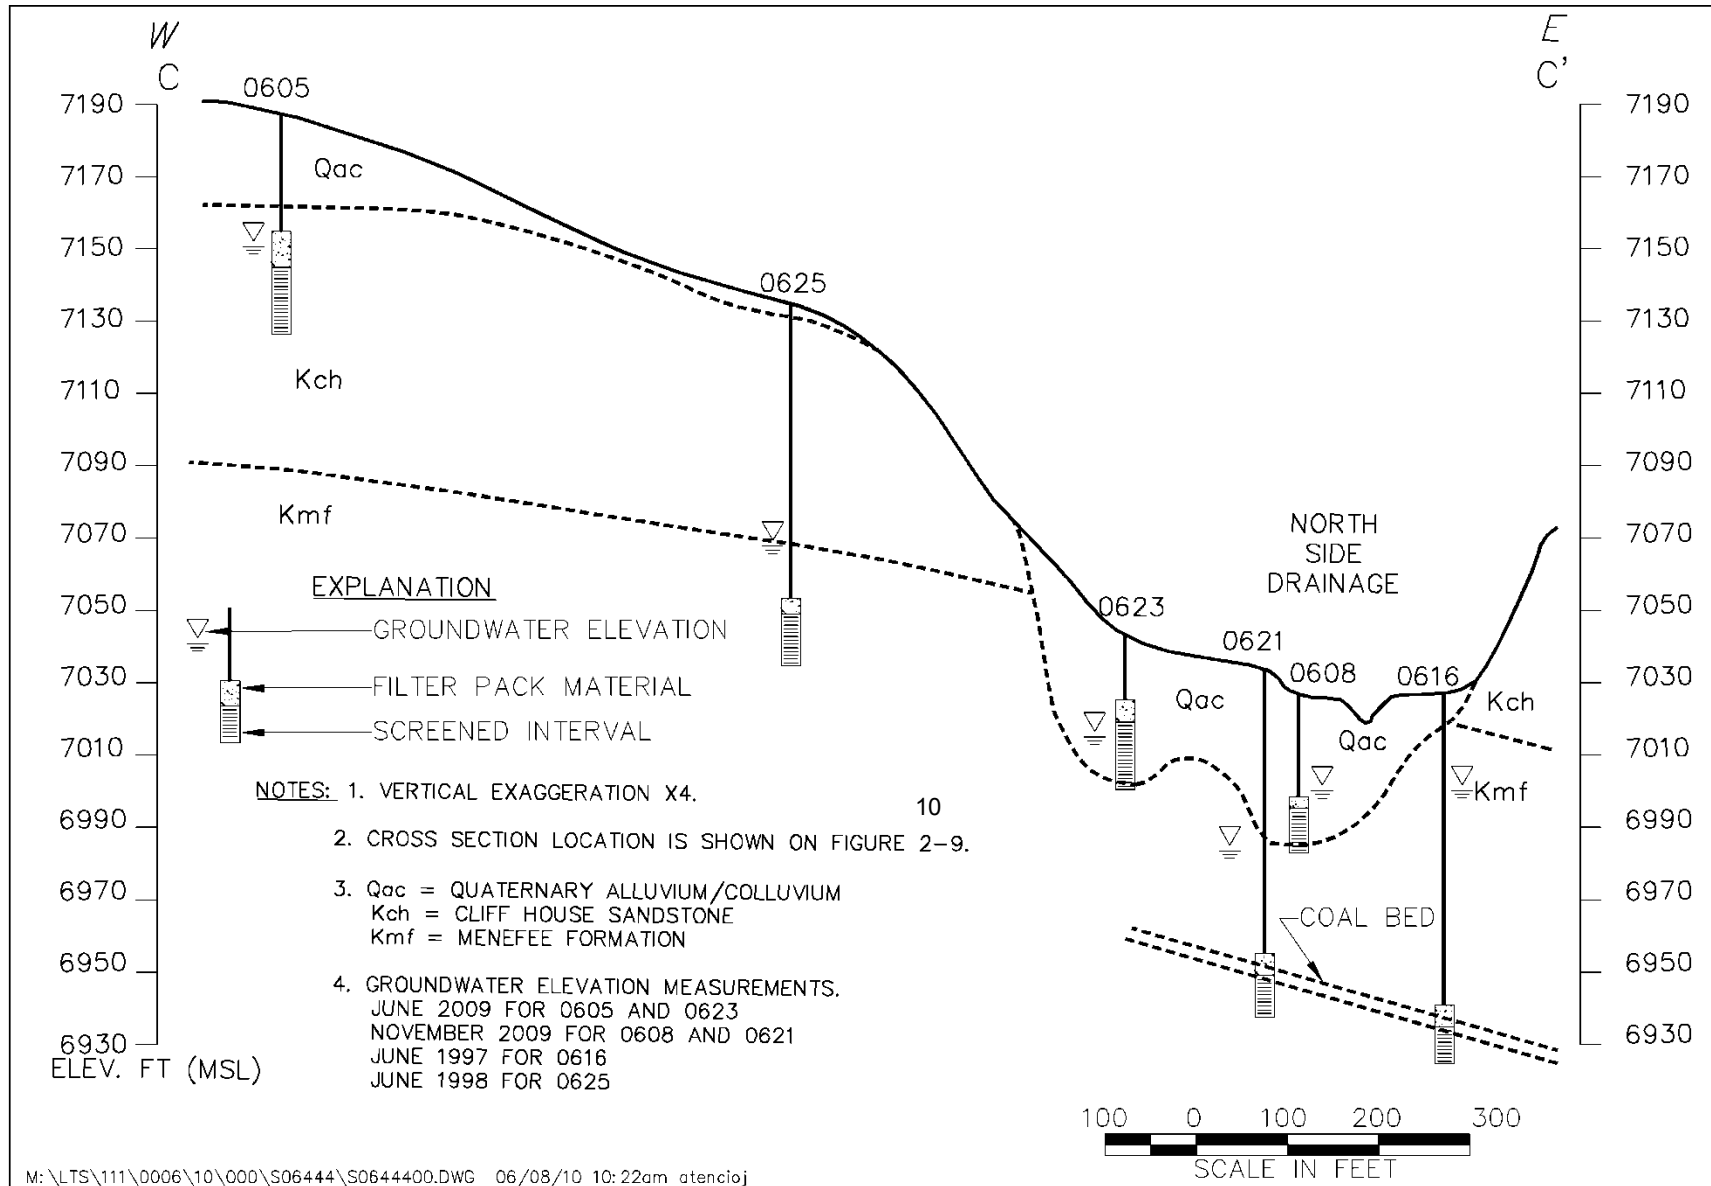 W
E
C
C'
0605
7190
7190
Qac
7170
7170
7150
7150
0625
7130
7130
Kch
7110
7110
7090
7090
Kmf
NORTH
SIDE
DRAINAGE
7070
7070
EXPLANATION
7050
0623
7050
GROUNDWATER ELEVATION
0621
7030
FILTER PACK MATERIAL
0608
0616
7030
Qac
Kch
SCREENED INTERVAL
Qac
7010
7010
NOTES: 1. VERTICAL EXAGGERATION X4.
Kmf
10
6990
2. CROSS SECTION LOCATION IS SHOWN ON FIGURE 2-9.
6990
3. Qac = QUATERNARY ALLUVIUM/COLLUVIUM
6970
Kch = CLIFF HOUSE SANDSTONE
COAL BED
6970
Kmf = MENEFEE FORMATION
6950
6950
4. GROUNDWATER ELEVATION MEASUREMENTS.
JUNE 2009 FOR 0605 AND 0623
NOVEMBER 2009 FOR 0608 AND 0621
6930
6930
JUNE 1997 FOR 0616
ELEV. FT (MSL)
JUNE 1998 FOR 0625
100 0 100 200 300
SCALE IN FEET
M:\LTS\111\0006\10\000\S06444\S0644400.DWG 06/08/10 10:22am atencioj